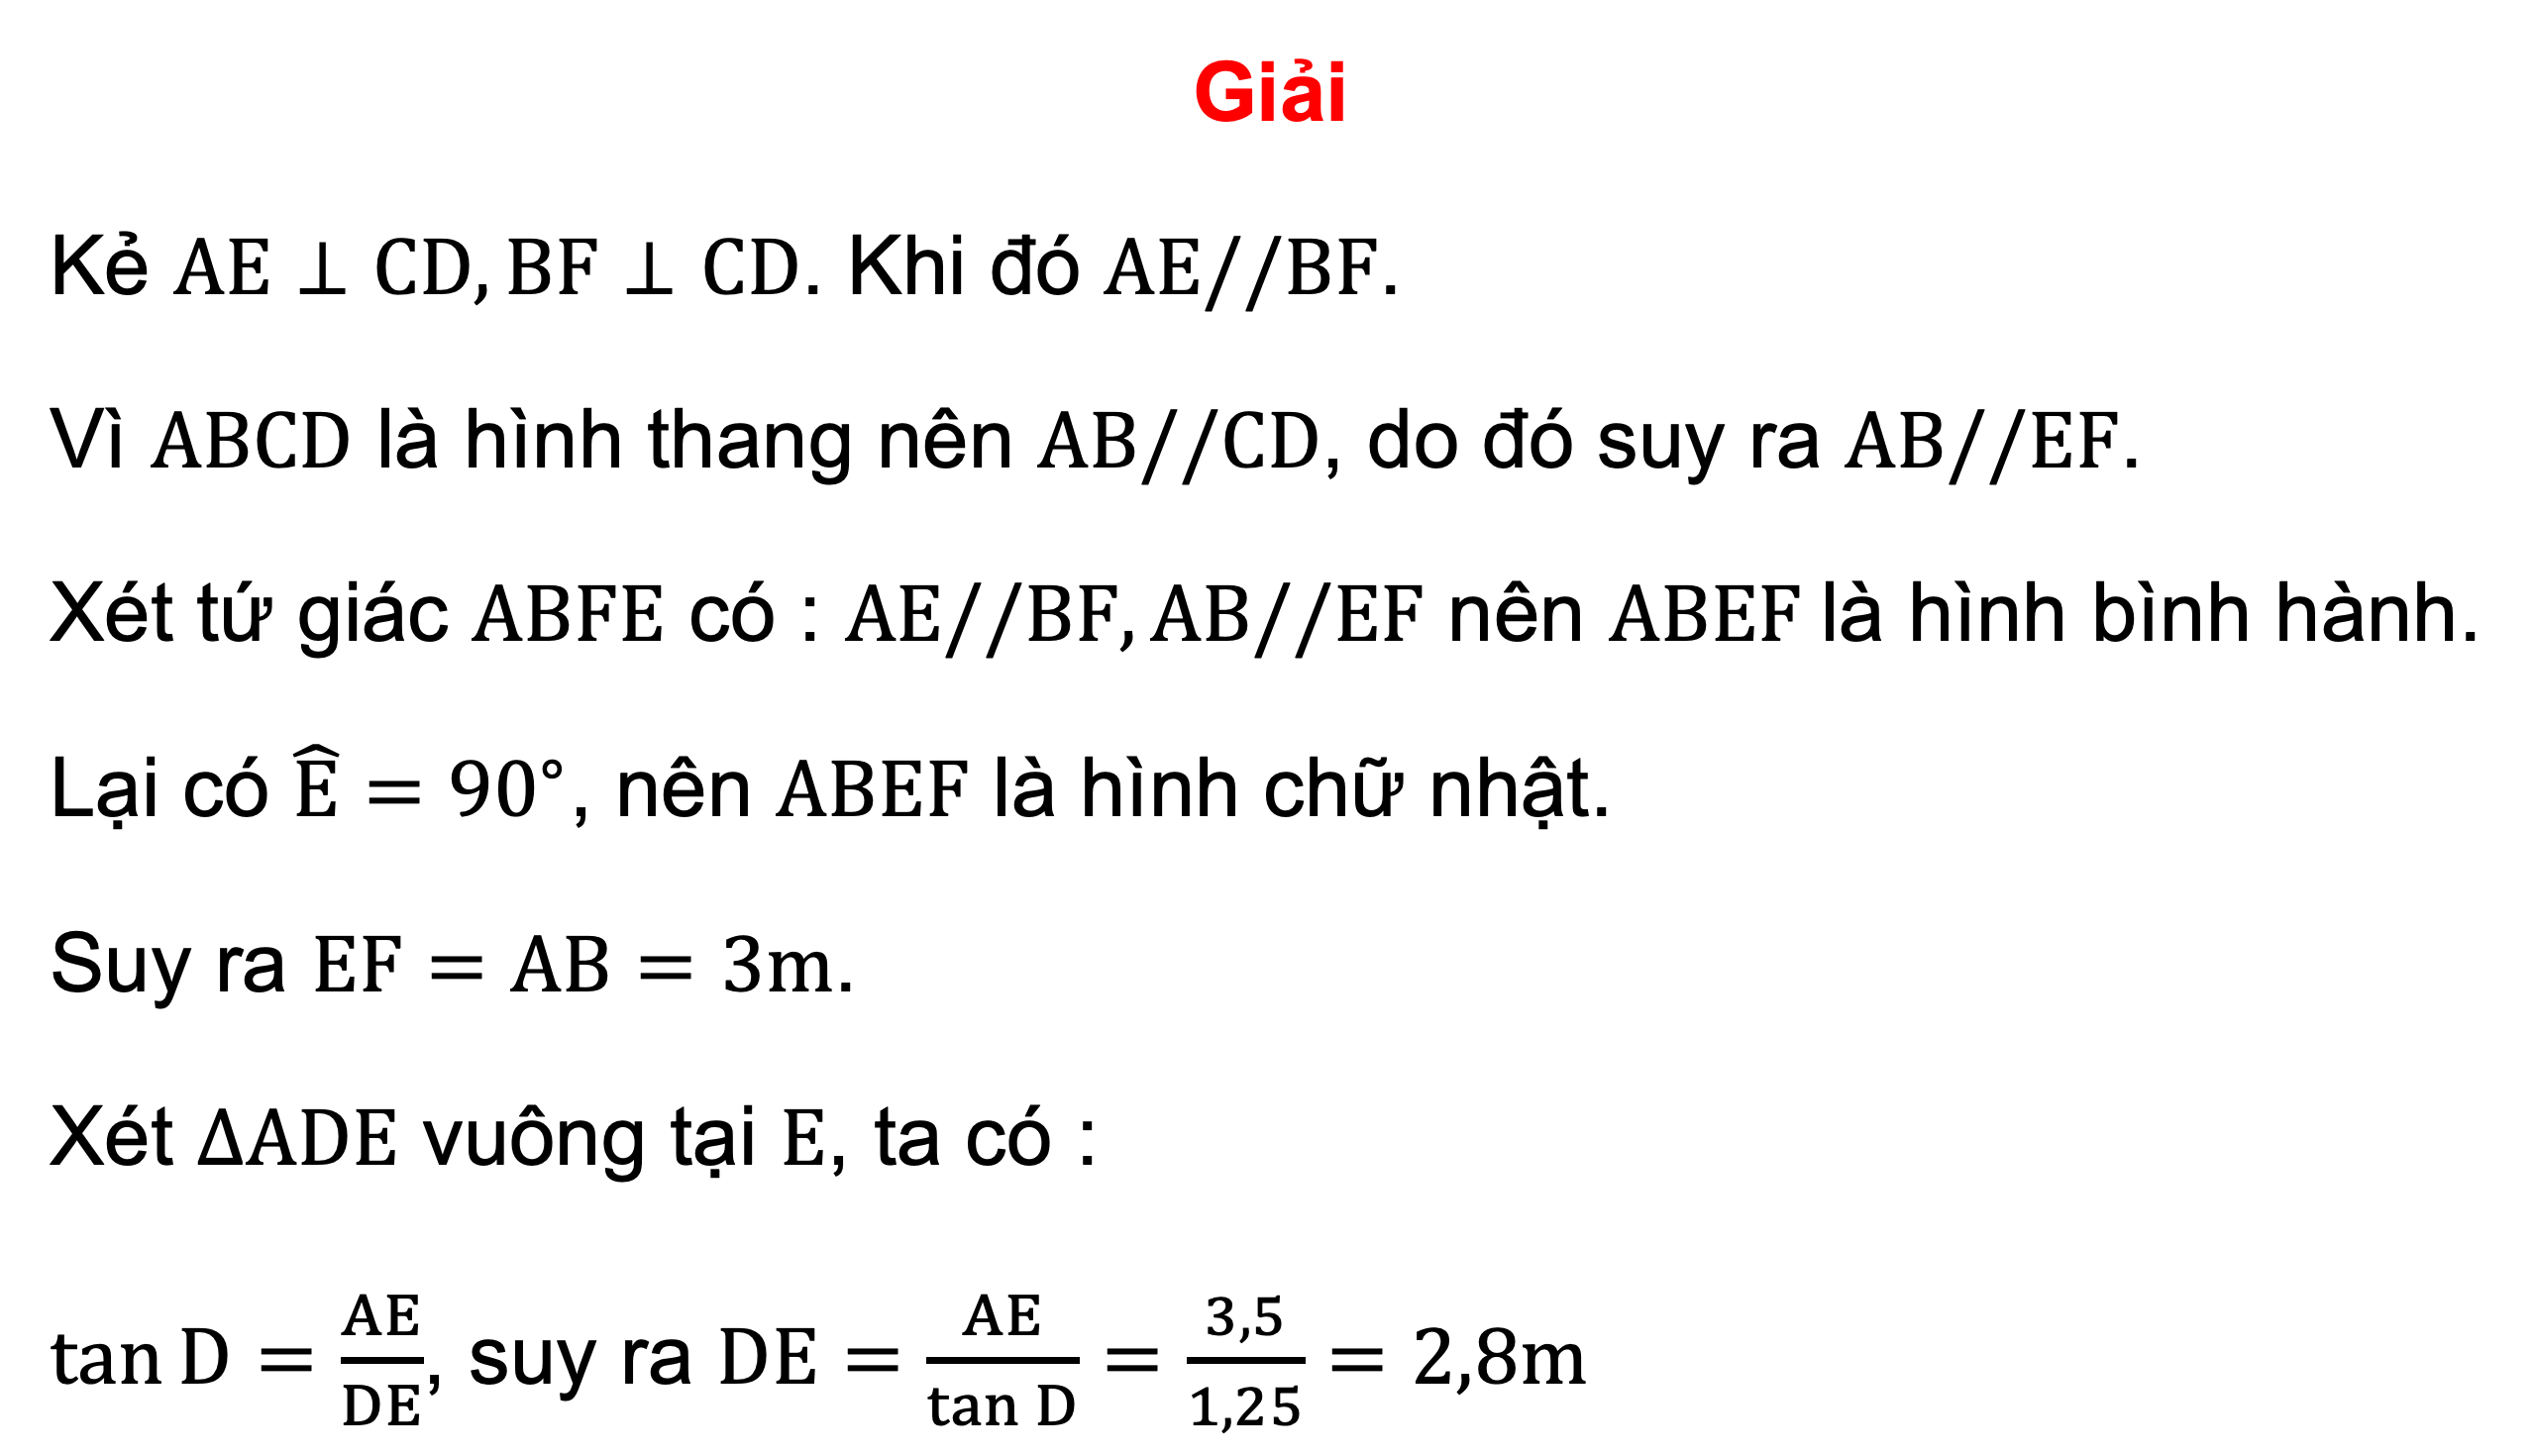 Giải
Kẻ AE ⊥ CD, BF ⊥ CD. Khi đó AE//BF.
Vì ABCD là hình thang nên AB//CD, do đó suy ra AB//EF.
Xét tứ giác ABFE có : AE//BF, AB//EF nên ABEF là hình bình hành.
Lại có Ê = 90°, nên ABEF là hình chữ nhật.
Suy ra EF = AB = 3m.
Xét ΔADE vuông tại E, ta có :
tan D = AE/DE, suy ra DE = AE/tan D = 3,5/1,25 = 2,8m